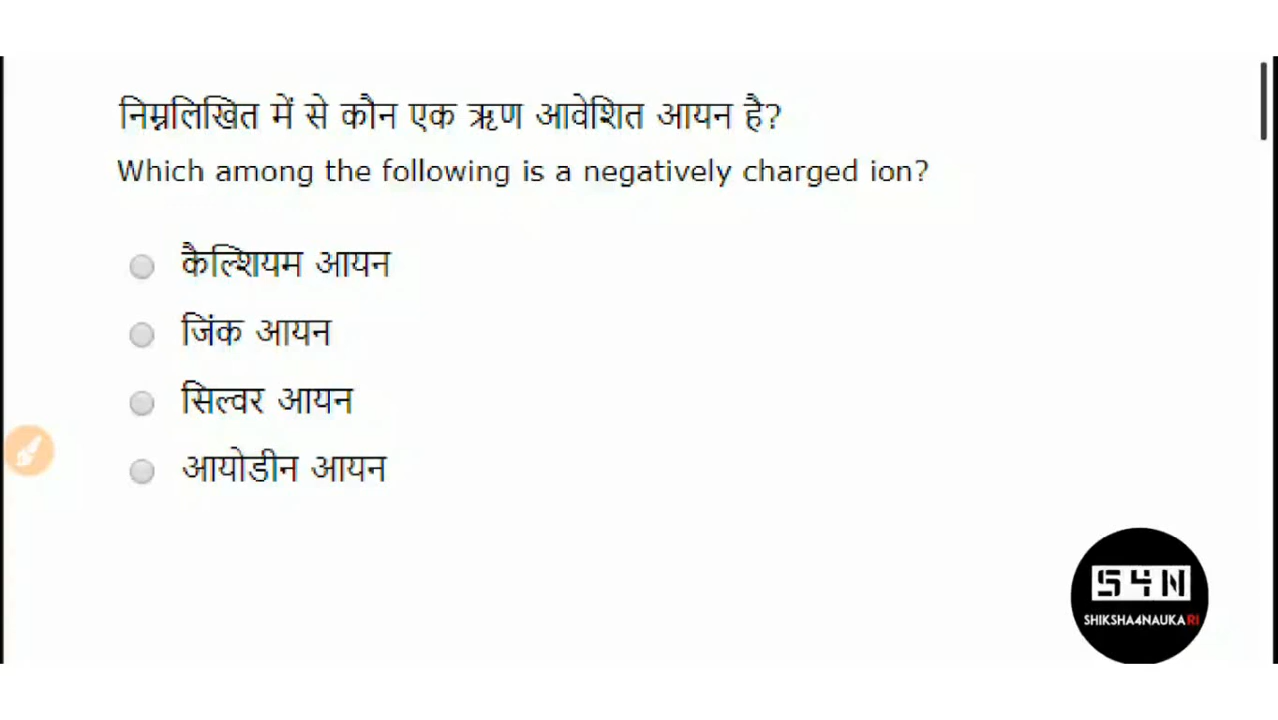 निम्नलिखित में से कौन एक ऋण आवेशित आयन है?
Which among the following is a negatively charged ion?
कैल्शियम आयन
जिंक आयन
सिल्वर आयन
आयोडीन आयन
S4N
SHIKSHA4NAUKARI